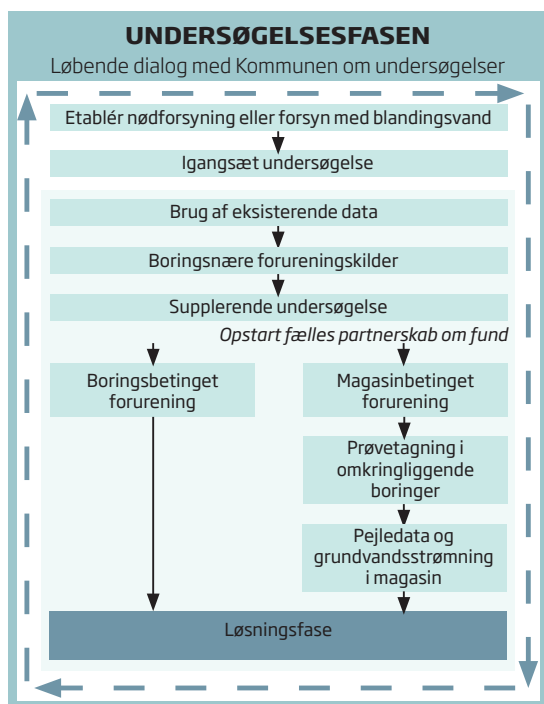 UNDERSØGELSESFASEN
Løbende dialog med Kommunen om undersøgelser
Etablér nødforsyning eller forsyn med blandingsvand
Igangsæt undersøgelse
Brug af eksisterende data
Boringsnære forureningskilder
Supplerende undersøgelse
Opstart fælles partnerskab om fund
Boringsbetinget
forurening
Magasinbetinget
forurening
Prøvetagning i
omkringliggende
boringer
Pejledata og
grundvandsstrømning
i magasin
Løsningsfase